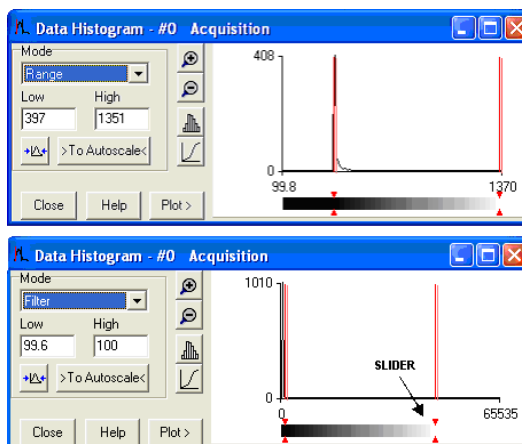 Data Histogram - #0 Acquisition
Mode
Range
Low High
397 1351
>To Autoscale<
Close Help Plot >
408
0
99.8 1370
Data Histogram - #0 Acquisition
Mode
Filter
Low High
99.6 100
>To Autoscale<
Close Help Plot >
1010
0
SLIDER
0 65535